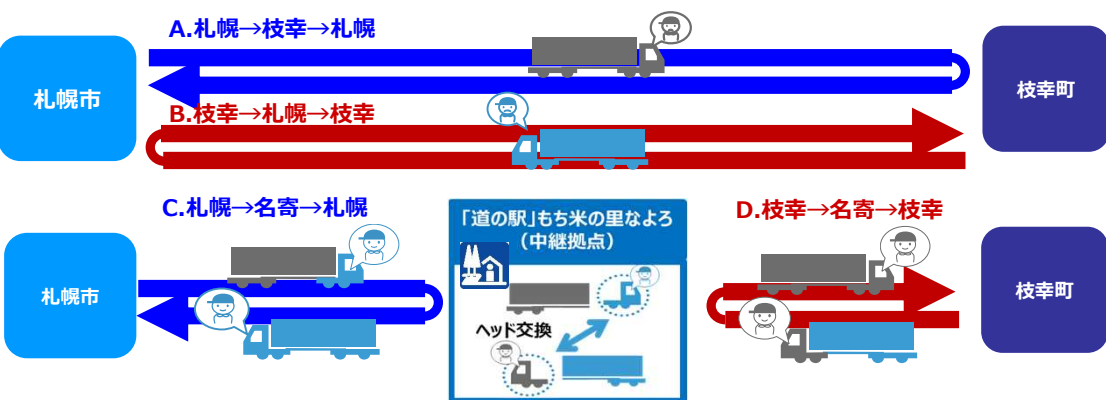 A.札幌→枝幸→札幌
札幌市
枝幸町
B.枝幸→札幌→枝幸
C.札幌→名寄→札幌
「道の駅」もち米の里なよろ
（中継拠点）
D.枝幸→名寄→枝幸
札幌市
ヘッド交換
枝幸町